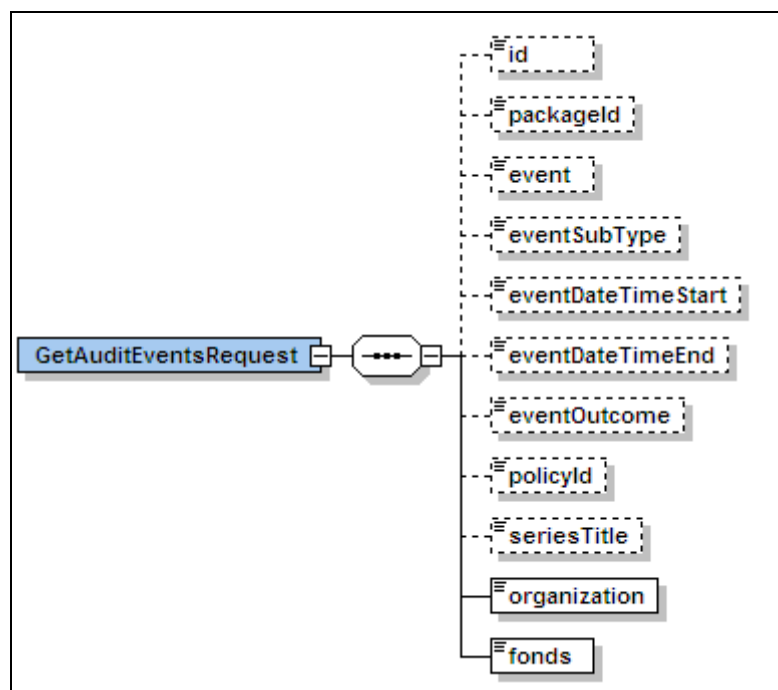 id
packageId
event
eventSubType
eventDateTimeStart
GetAuditEventsRequest
eventDateTimeEnd
eventOutcome
policyId
seriesTitle
organization
fonds